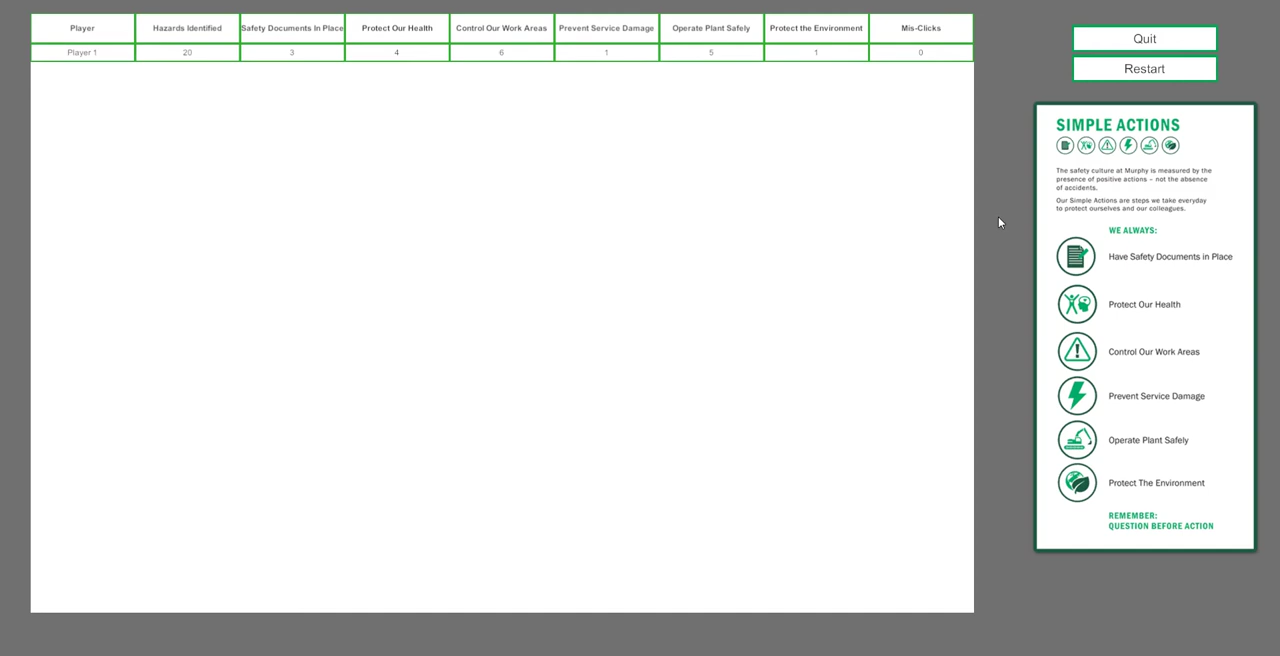 Player Hazards Identified Safety Documents In Place Protect Our Health Control Our Work Areas Prevent Service Damage Operate Plant Safely Protect the Environment Mis-Clicks
Player 1 20 3 4 6 1 5 1 0
Quit
Restart
SIMPLE ACTIONS
The safety culture at Murphy is measured by the
presence of positive actions – not the absence
of accidents.
Our Simple Actions are steps we take everyday
to protect ourselves and our colleagues.
WE ALWAYS:
Have Safety Documents in Place
Protect Our Health
Control Our Work Areas
Prevent Service Damage
Operate Plant Safely
Protect The Environment
REMEMBER:
QUESTION BEFORE ACTION